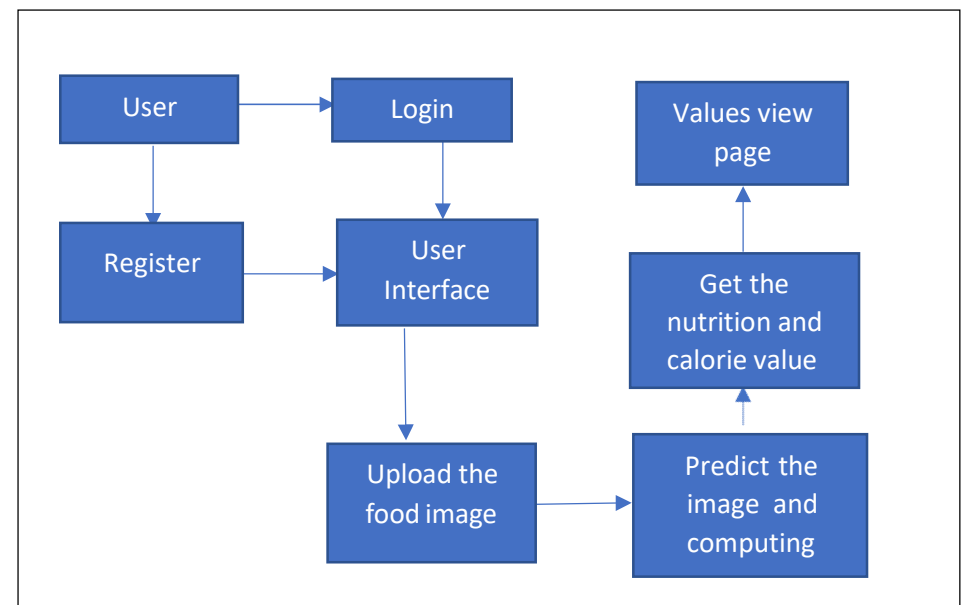 User
Login
Values view
page
Register
User
Interface
Get the
nutrition and
calorie value
Upload the
food image
Predict the
image and
computing